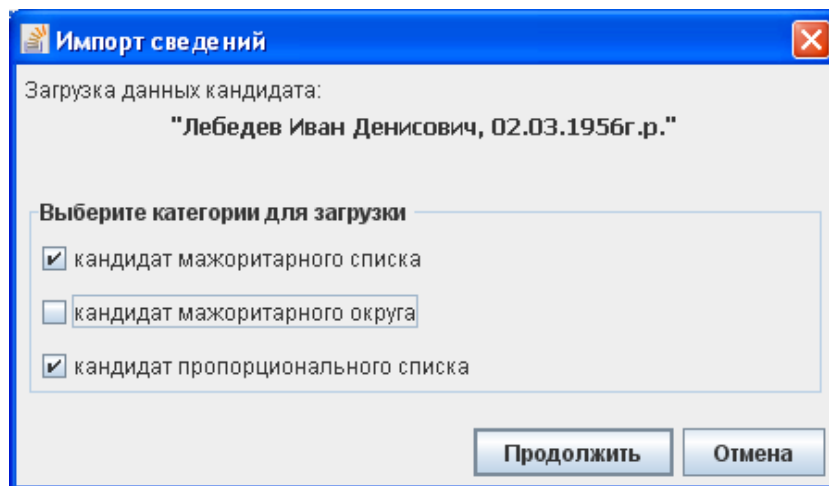 Импорт сведений
Загрузка данных кандидата:
"Лебедев Иван Денисович, 02.03.1956г.р."
Выберите категории для загрузки
кандидат мажоритарного списка
кандидат мажоритарного округа
кандидат пропорционального списка
Продолжить Отмена